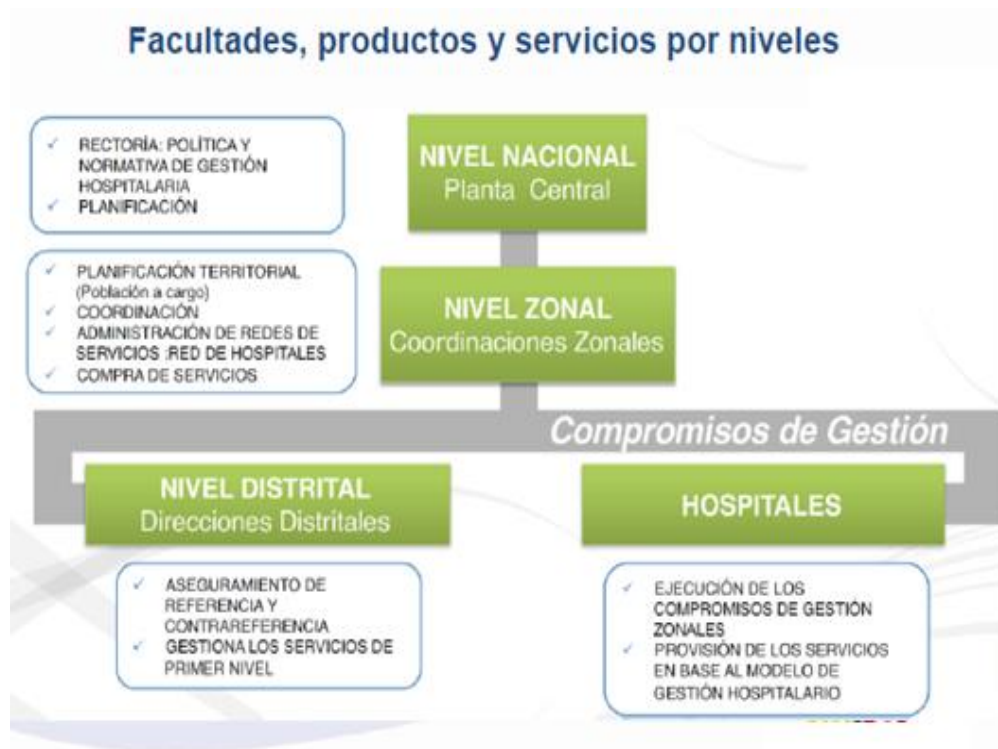 Facultades, productos y servicios por niveles
✓ RECTORÍA: POLÍTICA Y
NORMATIVA DE GESTIÓN
HOSPITALARIA
✓ PLANIFICACIÓN
NIVEL NACIONAL
Planta Central
✓ PLANIFICACIÓN TERRITORIAL
(Población a cargo)
✓ COORDINACIÓN
✓ ADMINISTRACIÓN DE REDES DE
SERVICIOS :RED DE HOSPITALES
✓ COMPRA DE SERVICIOS
NIVEL ZONAL
Coordinaciones Zonales
Compromisos de Gestión
NIVEL DISTRITAL
Direcciones Distritales
HOSPITALES
✓ ASEGURAMIENTO DE
REFERENCIA Y
CONTRAREFERENCIA
✓ GESTIONA LOS SERVICIOS DE
PRIMER NIVEL
✓ EJECUCIÓN DE LOS
COMPROMISOS DE GESTIÓN
ZONALES
✓ PROVISIÓN DE LOS SERVICIOS
EN BASE AL MODELO DE
GESTIÓN HOSPITALARIO